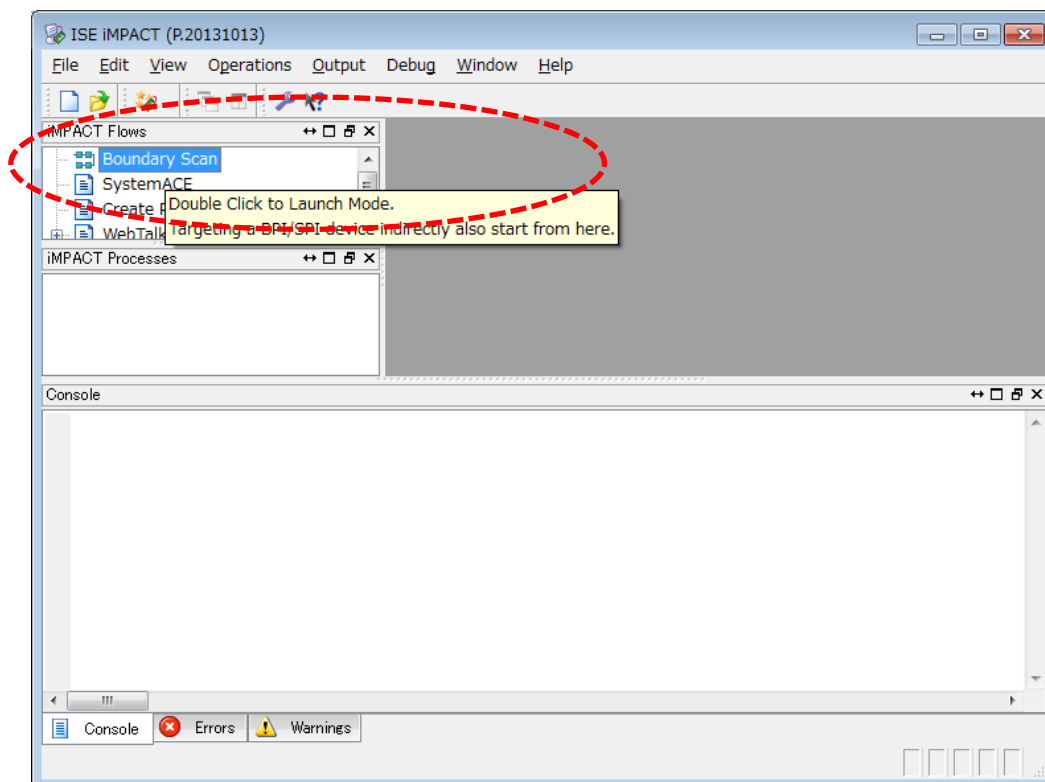 ISE iMPACT (P.20131013)
File Edit View Operations Output Debug Window Help
iMPACT Flows
Boundary Scan
SystemACE
Create
WebTalk
Double Click to Launch Mode.
Targeting a BPI/SPI device indirectly also start from here.
iMPACT Processes
Console
Console Errors Warnings